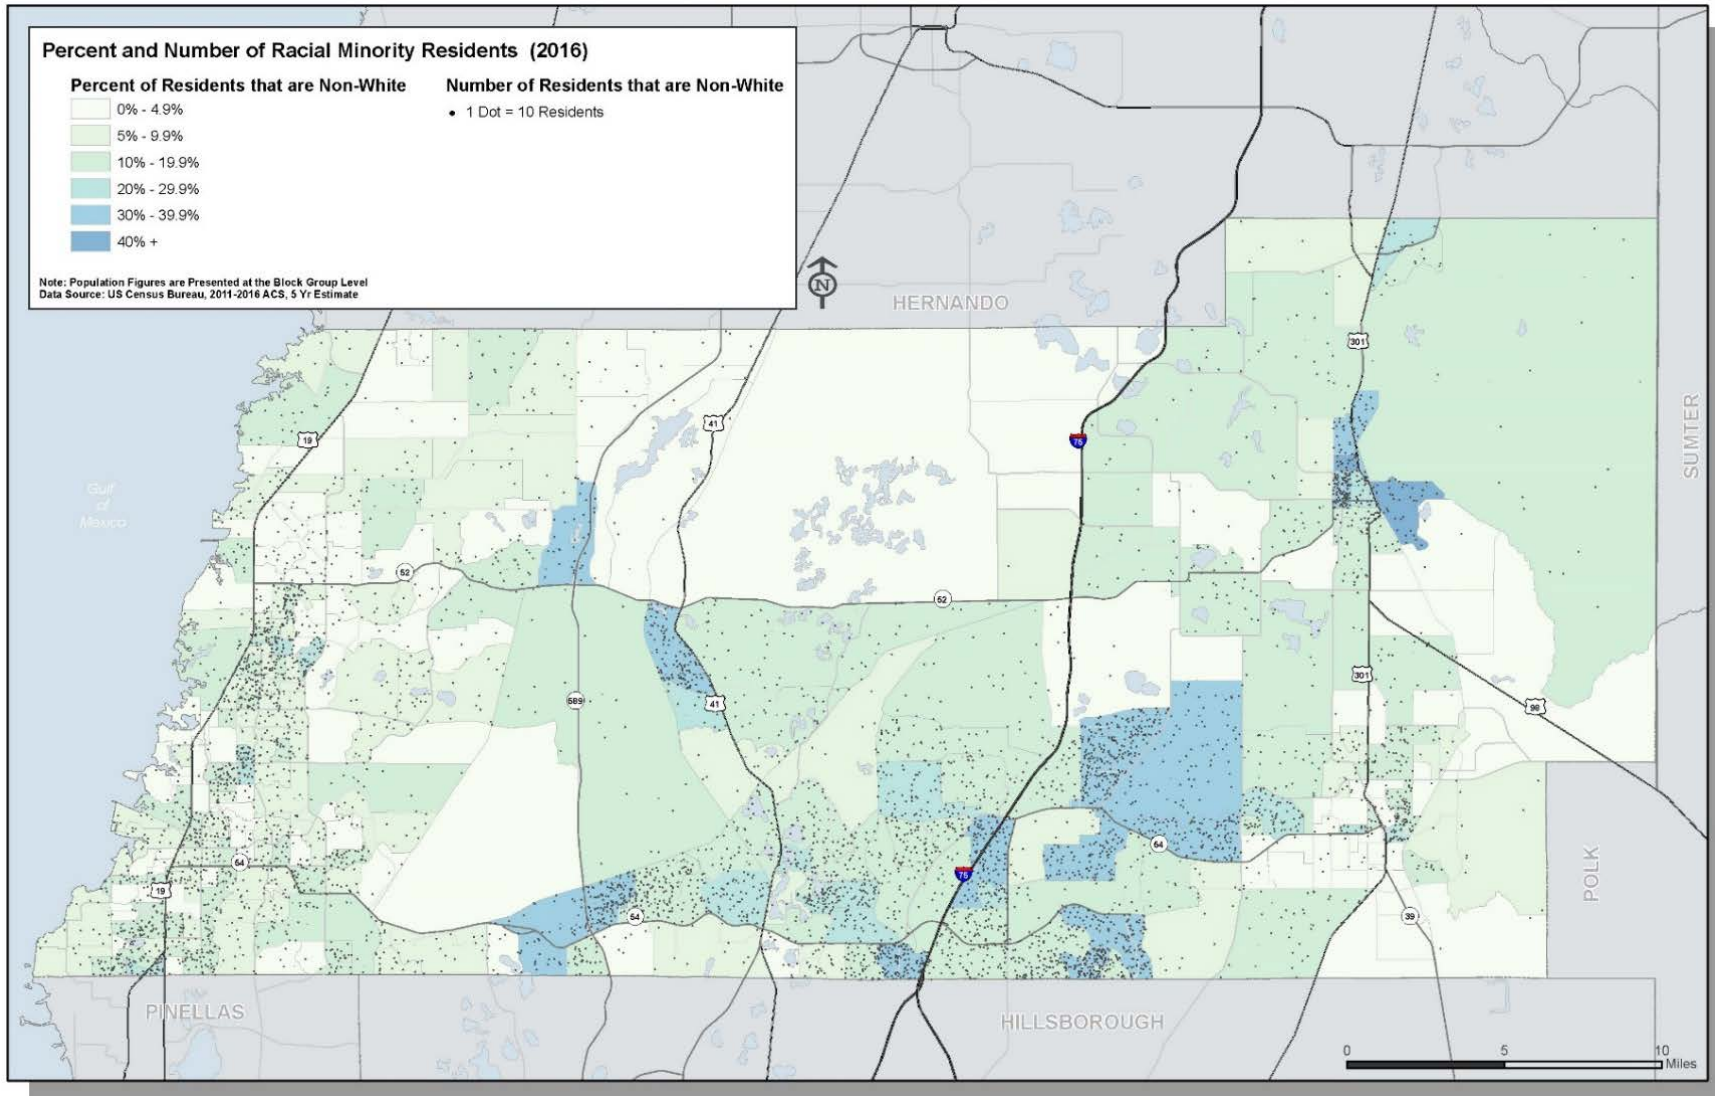 Percent and Number of Racial Minority Residents (2016)
Percent of Residents that are Non-White
0% - 4.9%
5% - 9.9%
10% - 19.9%
20% - 29.9%
30% - 39.9%
40% +
Number of Residents that are Non-White
1 Dot = 10 Residents
Note: Population Figures are Presented at the Block Group Level
Data Source: US Census Bureau, 2011-2016 ACS, 5 Yr Estimate
N
HERNANDO
301
SUMTER
41
19
75
Gulf
of
Mexico
52
52
301
589
41
98
54
54
75
POLK
19
54
39
PINELLAS
HILLSBOROUGH
0 5 10
Miles